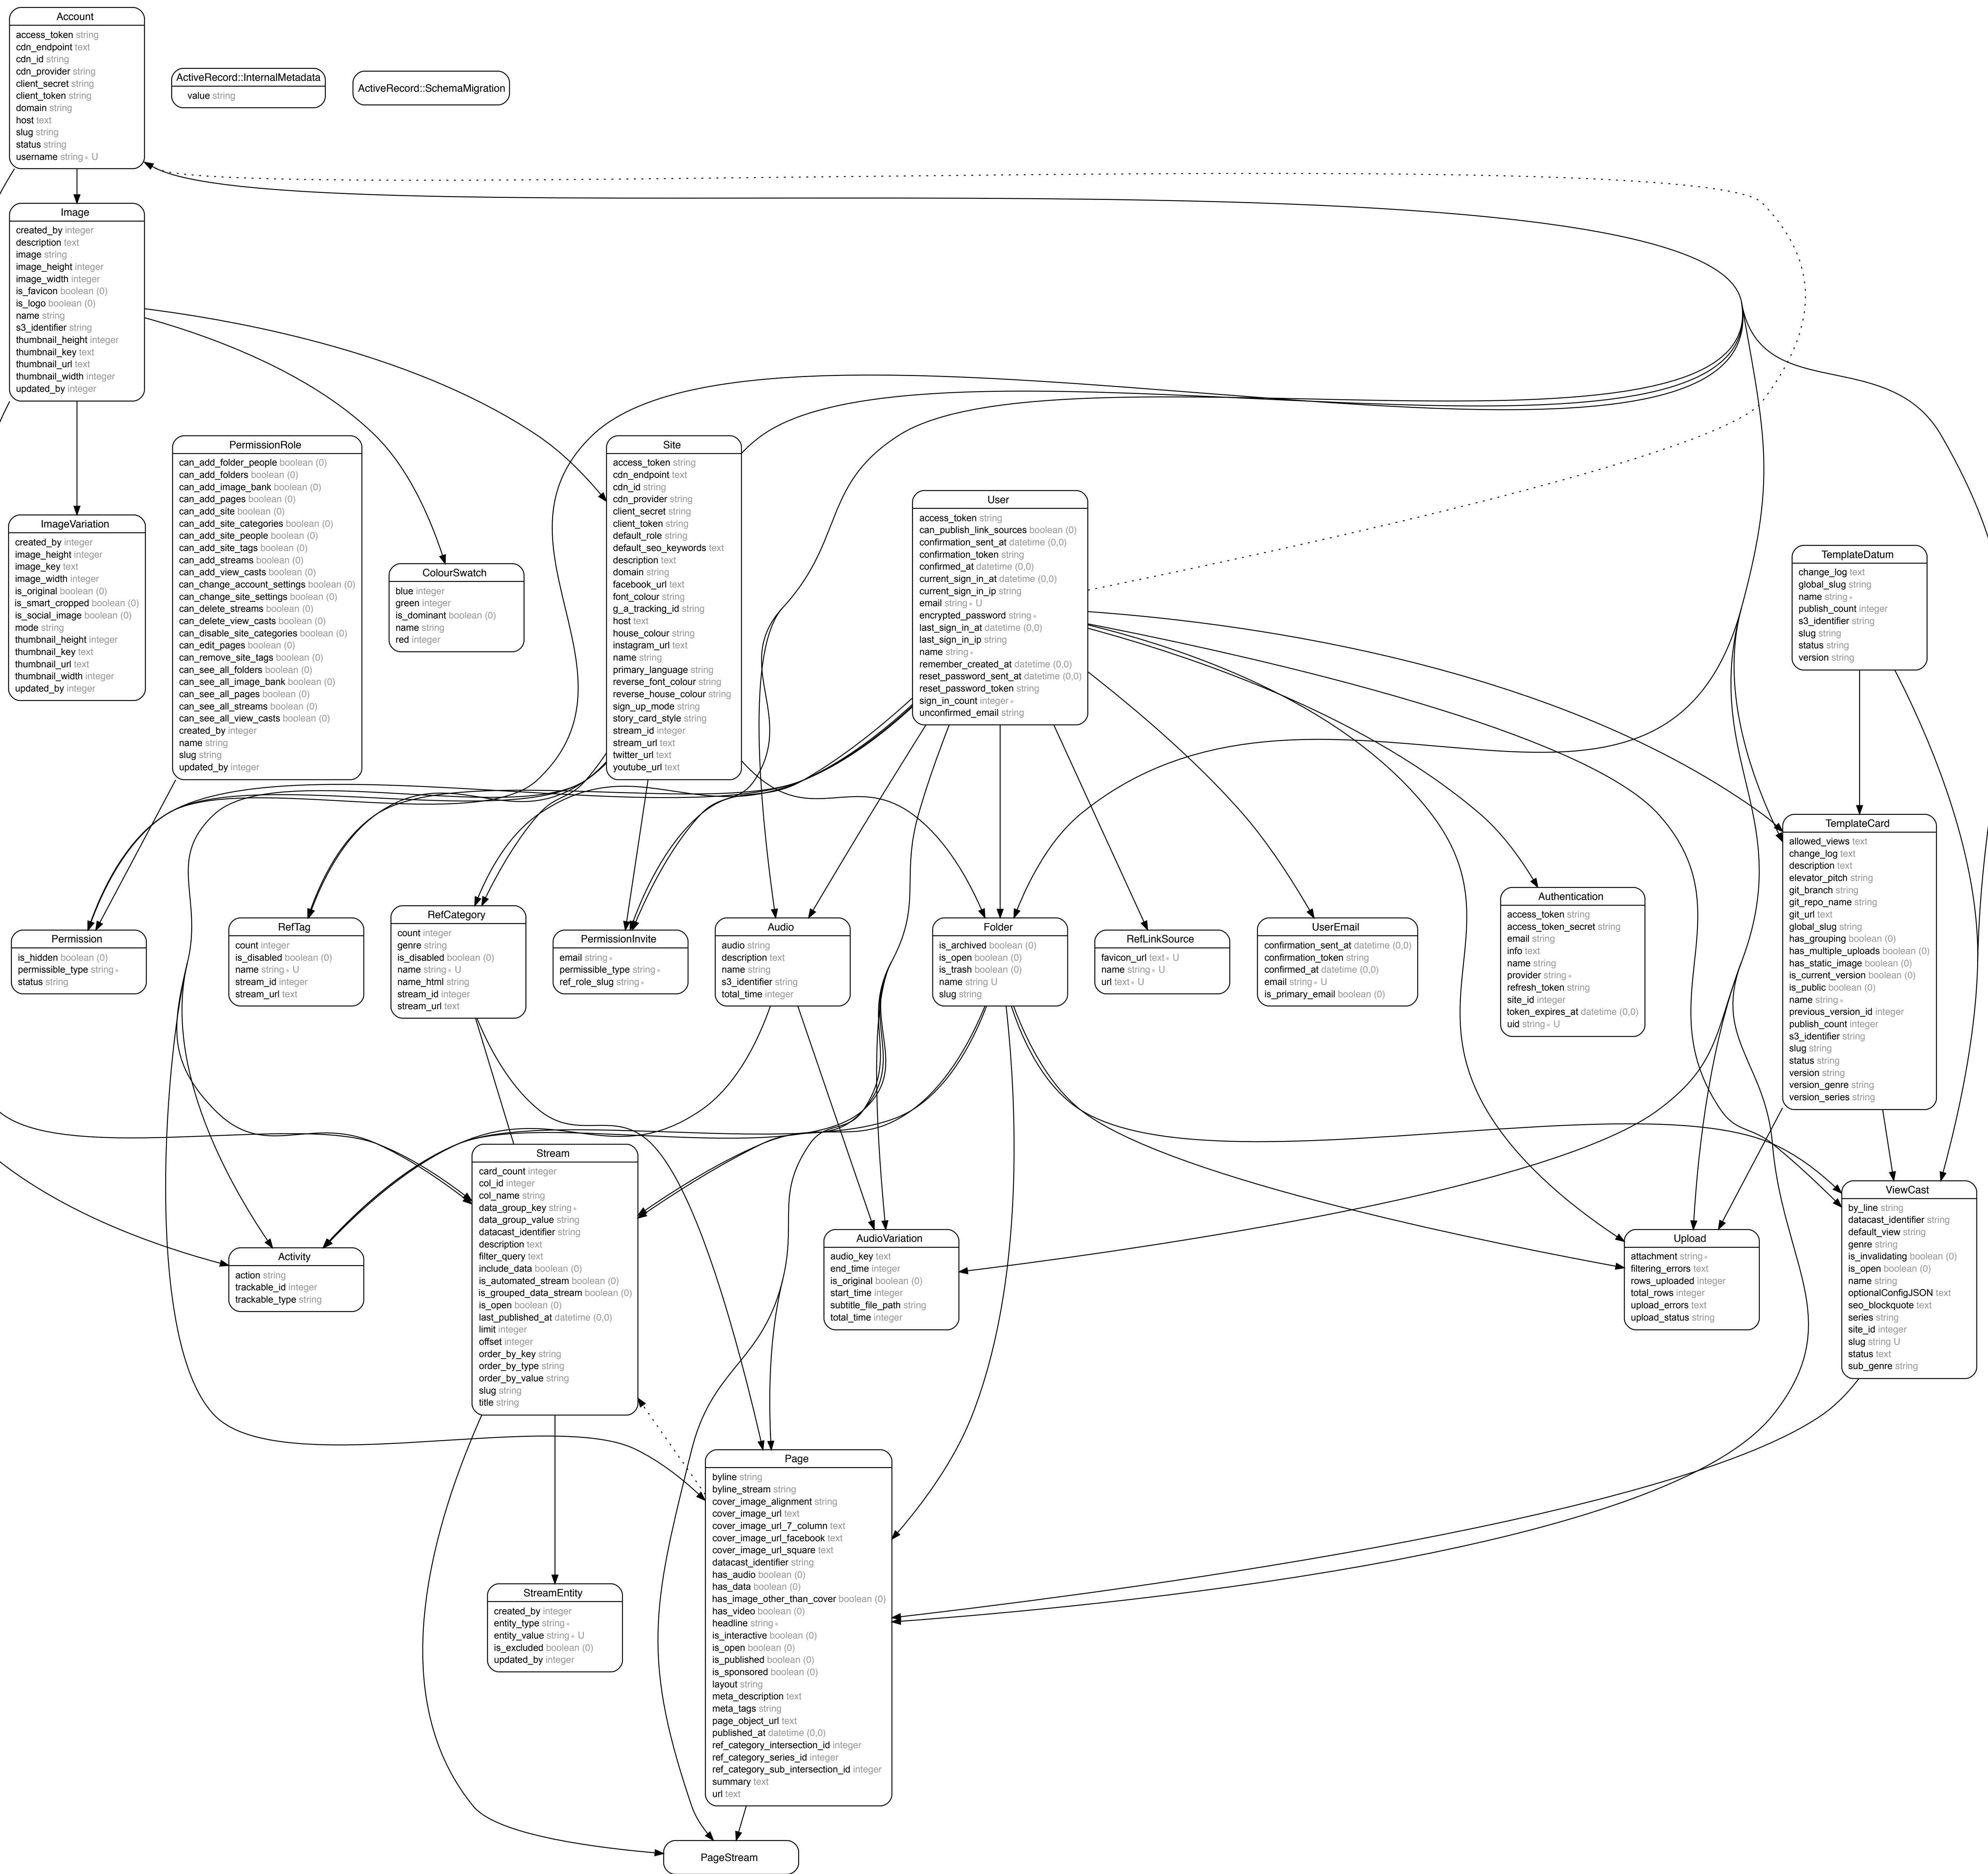 Account
access_token string
cdn_endpoint text
cdn_id string
cdn_provider string
client_secret string
client_token string
domain string
host text
slug string
status string
username string ∗ U
ActiveRecord::InternalMetadata
value string
ActiveRecord::SchemaMigration
Image
created_by integer
description text
image string
image_height integer
image_width integer
is_favicon boolean (0)
is_logo boolean (0)
name string
s3_identifier string
thumbnail_height integer
thumbnail_key text
thumbnail_url text
thumbnail_width integer
updated_by integer
ImageVariation
created_by integer
image_height integer
image_key text
image_width integer
is_original boolean (0)
is_smart_cropped boolean (0)
is_social_image boolean (0)
mode string
thumbnail_height integer
thumbnail_key text
thumbnail_url text
thumbnail_width integer
updated_by integer
PermissionRole
can_add_folder_people boolean (0)
can_add_folders boolean (0)
can_add_image_bank boolean (0)
can_add_pages boolean (0)
can_add_site boolean (0)
can_add_site_categories boolean (0)
can_add_site_people boolean (0)
can_add_site_tags boolean (0)
can_add_streams boolean (0)
can_add_view_casts boolean (0)
can_change_account_settings boolean (0)
can_change_site_settings boolean (0)
can_delete_streams boolean (0)
can_delete_view_casts boolean (0)
can_disable_site_categories boolean (0)
can_edit_pages boolean (0)
can_remove_site_tags boolean (0)
can_see_all_folders boolean (0)
can_see_all_image_bank boolean (0)
can_see_all_pages boolean (0)
can_see_all_streams boolean (0)
can_see_all_view_casts boolean (0)
created_by integer
name string
slug string
updated_by integer
ColourSwatch
blue integer
green integer
is_dominant boolean (0)
name string
red integer
Site
access_token string
cdn_endpoint text
cdn_id string
cdn_provider string
client_secret string
client_token string
default_role string
default_seo_keywords text
description text
domain string
facebook_url text
font_colour string
g_a_tracking_id string
host text
house_colour string
instagram_url text
name string
primary_language string
reverse_font_colour string
reverse_house_colour string
sign_up_mode string
story_card_style string
stream_id integer
stream_url text
twitter_url text
youtube_url text
User
access_token string
can_publish_link_sources boolean (0)
confirmation_sent_at datetime (0,0)
confirmation_token string
confirmed_at datetime (0,0)
current_sign_in_at datetime (0,0)
current_sign_in_ip string
email string ∗ U
encrypted_password string ∗
last_sign_in_at datetime (0,0)
last_sign_in_ip string
name string ∗
remember_created_at datetime (0,0)
reset_password_sent_at datetime (0,0)
reset_password_token string
sign_in_count integer ∗
unconfirmed_email string
TemplateDatum
change_log text
global_slug string
name string ∗
publish_count integer
s3_identifier string
slug string
status string
version string
TemplateCard
allowed_views text
change_log text
description text
elevator_pitch string
git_branch string
git_repo_name string
git_url text
global_slug string
has_grouping boolean (0)
has_multiple_uploads boolean (0)
has_static_image boolean (0)
is_current_version boolean (0)
is_public boolean (0)
name string ∗
previous_version_id integer
publish_count integer
s3_identifier string
slug string
status string
version string
version_genre string
version_series string
Permission
is_hidden boolean (0)
permissible_type string ∗
status string
RefTag
count integer
is_disabled boolean (0)
name string ∗ U
stream_id integer
stream_url text
RefCategory
count integer
genre string
is_disabled boolean (0)
name string ∗ U
name_html string
stream_id integer
stream_url text
PermissionInvite
email string ∗
permissible_type string ∗
ref_role_slug string ∗
Audio
audio string
description text
name string
s3_identifier string
total_time integer
Folder
is_archived boolean (0)
is_open boolean (0)
is_trash boolean (0)
name string U
slug string
RefLinkSource
favicon_url text ∗ U
name string ∗ U
url text ∗ U
UserEmail
confirmation_sent_at datetime (0,0)
confirmation_token string
confirmed_at datetime (0,0)
email string ∗ U
is_primary_email boolean (0)
Authentication
access_token string
access_token_secret string
email string
info text
name string
provider string ∗
refresh_token string
site_id integer
token_expires_at datetime (0,0)
uid string ∗ U
Stream
card_count integer
col_id integer
col_name string
data_group_key string ∗
data_group_value string
datacast_identifier string
description text
filter_query text
include_data boolean (0)
is_automated_stream boolean (0)
is_grouped_data_stream boolean (0)
is_open boolean (0)
last_published_at datetime (0,0)
limit integer
offset integer
order_by_key string
order_by_type string
order_by_value string
slug string
title string
Activity
action string
trackable_id integer
trackable_type string
AudioVariation
audio_key text
end_time integer
is_original boolean (0)
start_time integer
subtitle_file_path string
total_time integer
Upload
attachment string ∗
filtering_errors text
rows_uploaded integer
total_rows integer
upload_errors text
upload_status string
ViewCast
by_line string
datacast_identifier string
default_view string
genre string
is_invalidating boolean (0)
is_open boolean (0)
name string
optionalConfigJSON text
seo_blockquote text
series string
site_id integer
slug string U
status text
sub_genre string
Page
byline string
byline_stream string
cover_image_alignment string
cover_image_url text
cover_image_url_7_column text
cover_image_url_facebook text
cover_image_url_square text
datacast_identifier string
has_audio boolean (0)
has_data boolean (0)
has_image_other_than_cover boolean (0)
has_video boolean (0)
headline string ∗
is_interactive boolean (0)
is_open boolean (0)
is_published boolean (0)
is_sponsored boolean (0)
layout string
meta_description text
meta_tags string
page_object_url text
published_at datetime (0,0)
ref_category_intersection_id integer
ref_category_series_id integer
ref_category_sub_intersection_id integer
summary text
url text
StreamEntity
created_by integer
entity_type string ∗
entity_value string ∗ U
is_excluded boolean (0)
updated_by integer
PageStream